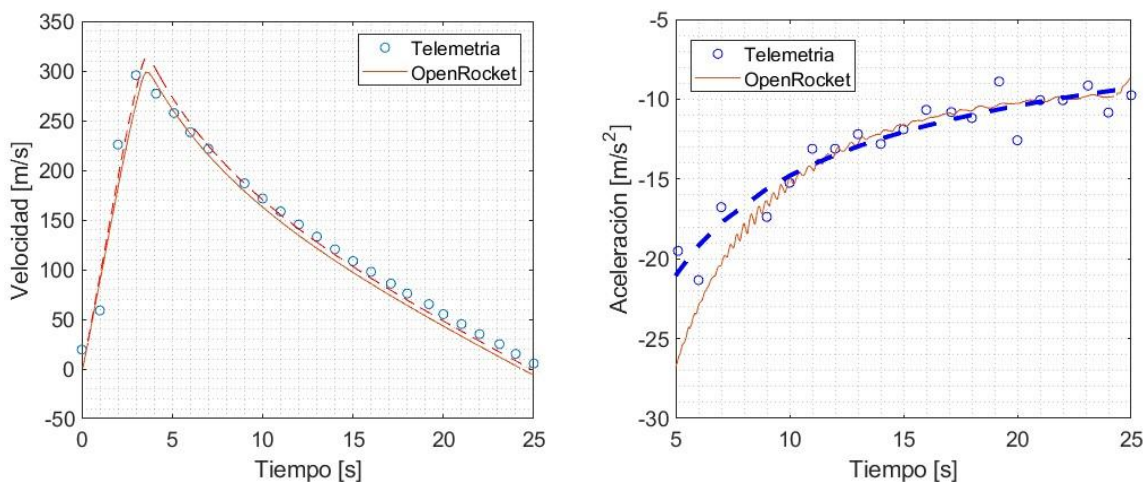 Velocidad [m/s]
350
300
250
200
150
100
50
0
-50
0 5 10 15 20 25
Tiempo [s]
Telemetria
OpenRocket
Aceleración [m/s²]
-5
-10
-15
-20
-25
-30
5 10 15 20 25
Tiempo [s]
Telemetria
OpenRocket